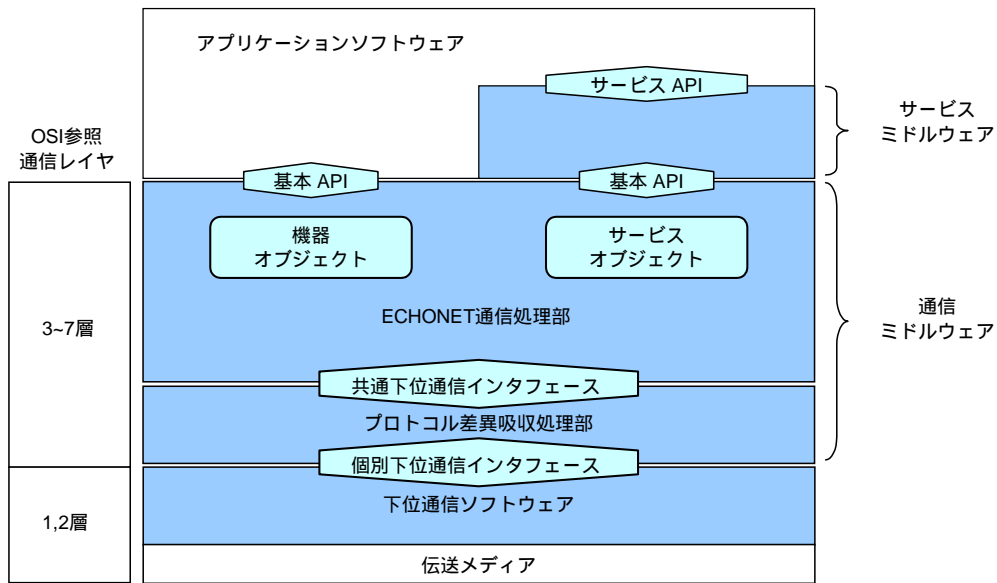 アプリケーションソフトウェア
サービス API
サービス
ミドルウェア
OSI参照
通信レイヤ
基本 API
基本 API
機器
オブジェクト
サービス
オブジェクト
3~7層
ECHONET通信処理部
通信
ミドルウェア
共通下位通信インタフェース
プロトコル差異吸収処理部
個別下位通信インタフェース
下位通信ソフトウェア
1,2層
伝送メディア